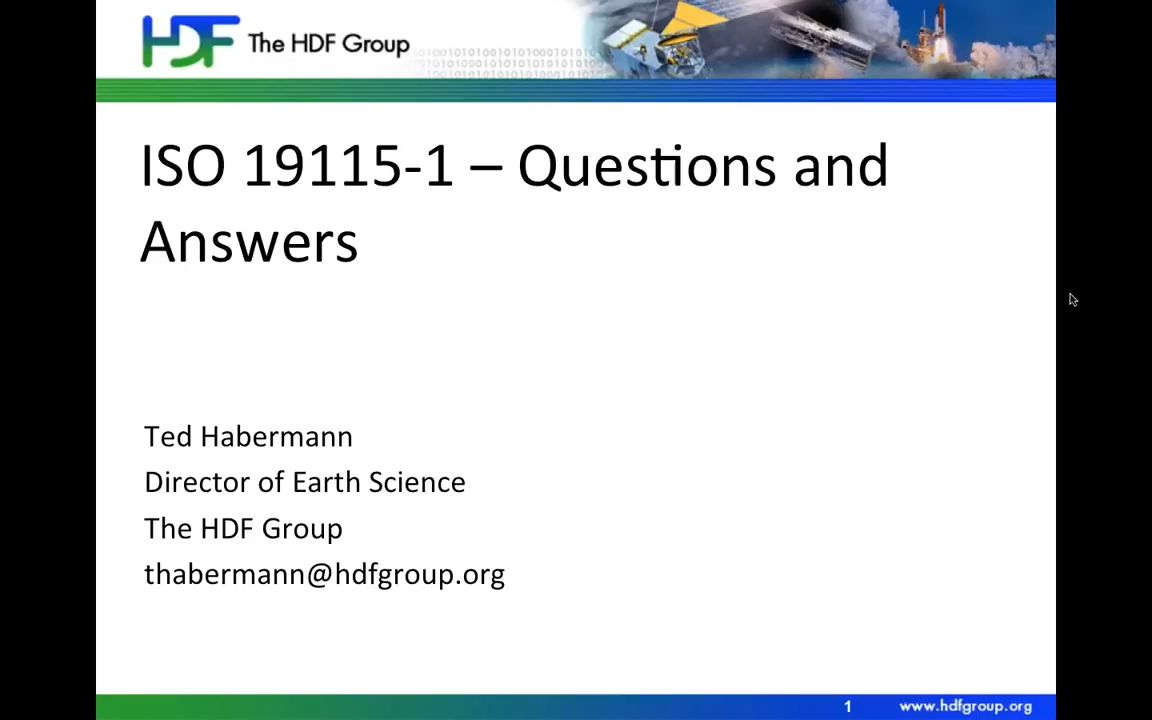 HDF The HDF Group
ISO 19115-1 – Questions and
Answers
Ted Habermann
Director of Earth Science
The HDF Group
thabermann@hdfgroup.org
1 www.hdfgroup.org